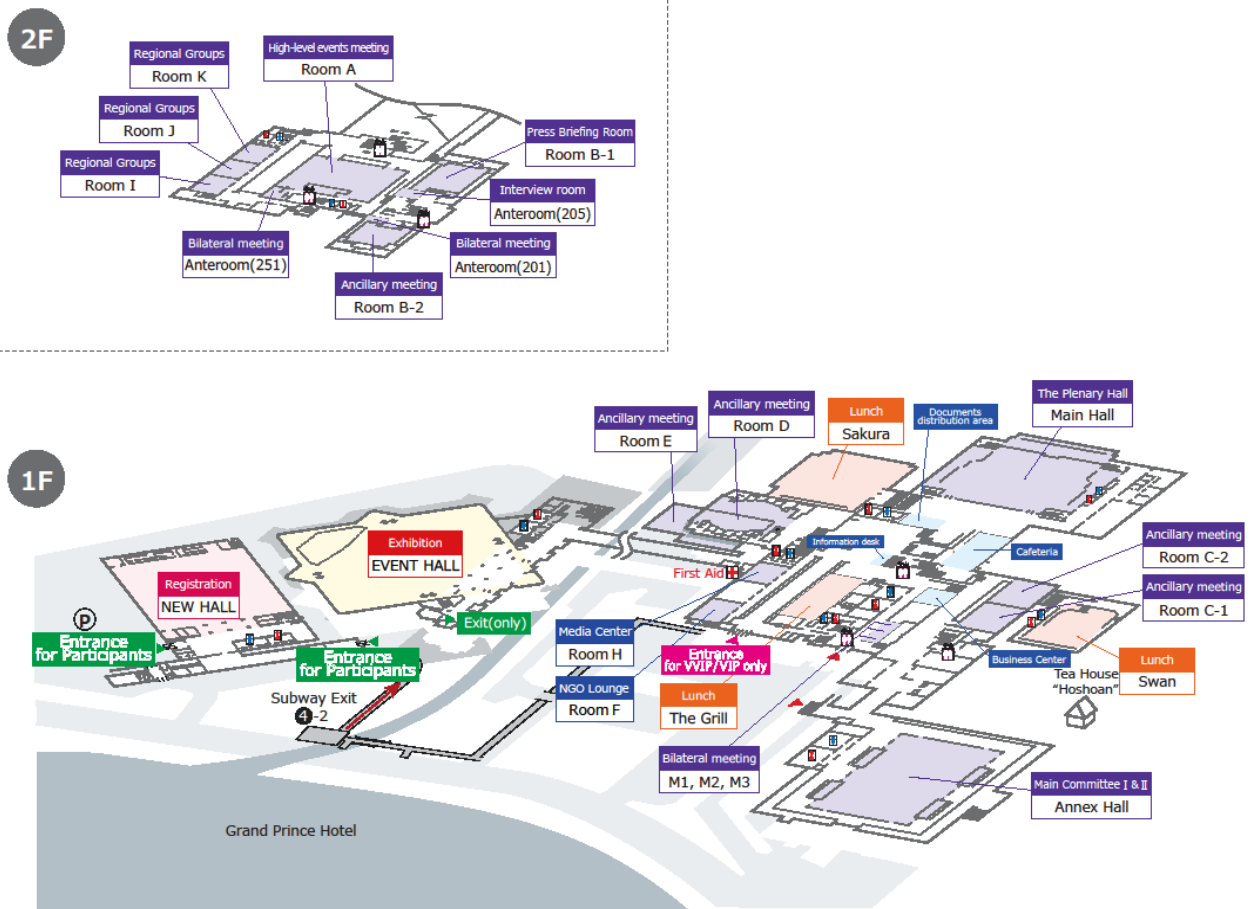 2F
Regional Groups
Room K
High-level events meeting
Room A
Regional Groups
Room J
Press Briefing Room
Room B-1
Regional Groups
Room I
Interview room
Anteroom(205)
Bilateral meeting
Anteroom(251)
Bilateral meeting
Anteroom(201)
Ancillary meeting
Room B-2
1F
Ancillary meeting
Room E
Ancillary meeting
Room D
Lunch
Sakura
Documents
distribution area
The Plenary Hall
Main Hall
Exhibition
EVENT HALL
Information desk
Cafeteria
Ancillary meeting
Room C-2
Registration
NEW HALL
First Aid
Ancillary meeting
Room C-1
P
Entrance
for Participants
Exit(only)
Entrance
for Participants
Media Center
Room H
Entrance
for VVIP/VIP only
Business Center
Lunch
Swan
Tea House
"Hoshoan"
Subway Exit
4-2
NGO Lounge
Room F
Lunch
The Grill
Bilateral meeting
M1, M2, M3
Main Committee I & II
Annex Hall
Grand Prince Hotel